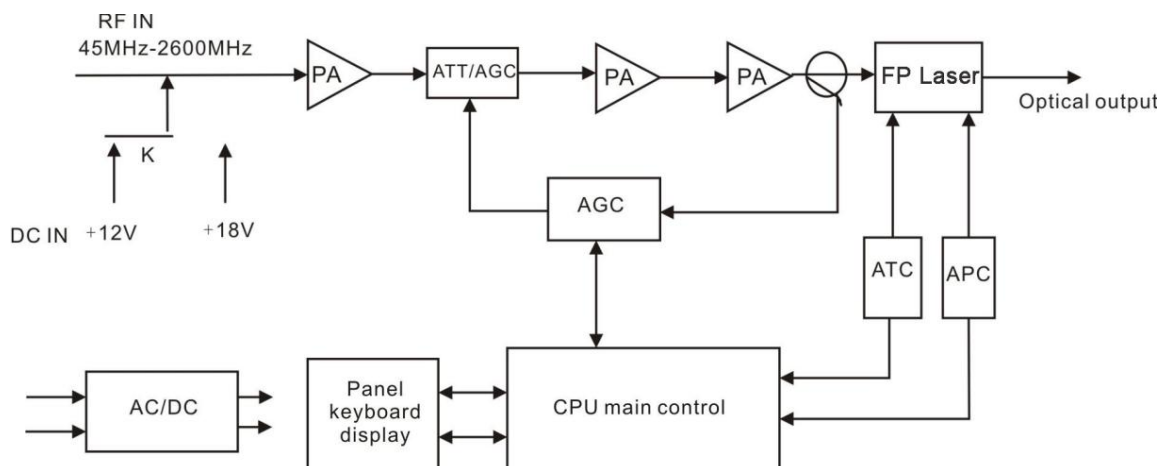 RF IN
45MHz-2600MHz
PA
ATT/AGC
PA
PA
FP Laser
Optical output
K
AGC
DC IN
+12V
+18V
ATC
APC
AC/DC
Panel
keyboard
display
CPU main control